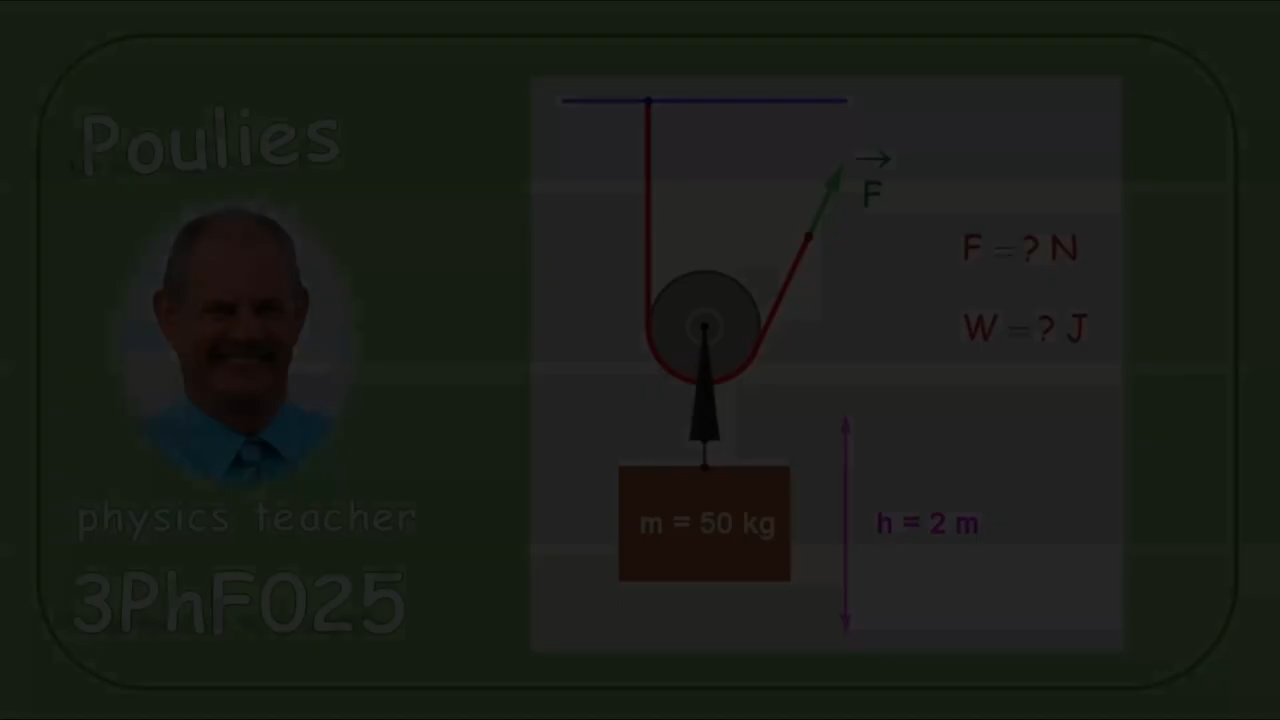 Poulies
physics teacher
3PhF025
F
F = ? N
W = ? J
m = 50 kg
h = 2 m